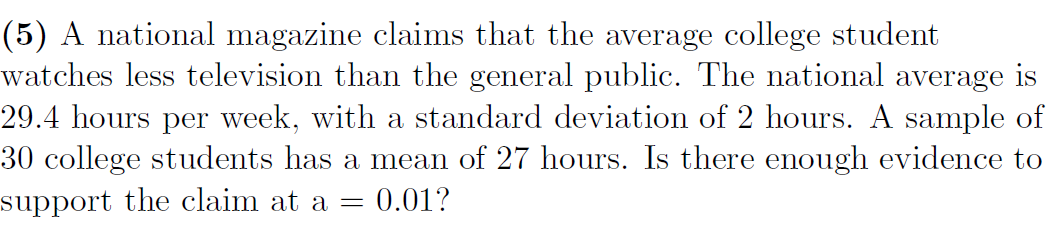 (5) A national magazine claims that the average college student
watches less television than the general public. The national average is
29.4 hours per week, with a standard deviation of 2 hours. A sample of
30 college students has a mean of 27 hours. Is there enough evidence to
support the claim at a = 0.01?